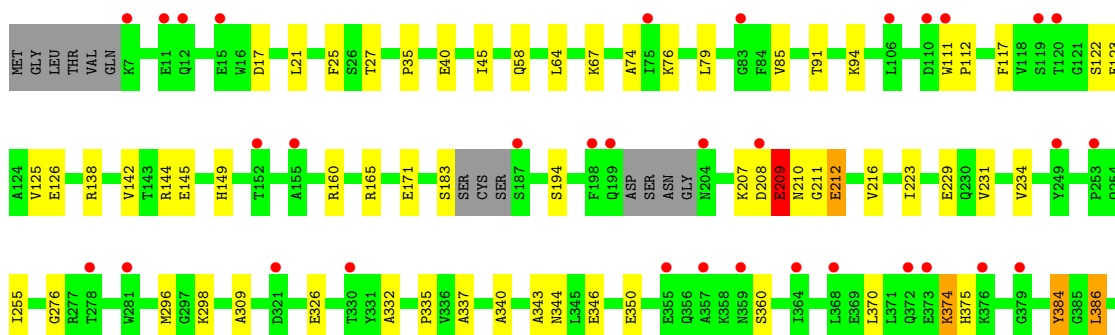 MET GLY LEU THR VAL GLN K7 E11 Q12 E15 W16 D17 L21 F25 S26 T27 P35 E40 I45 Q58 L64 K67 A74 I75 K76 L79 G83 F84 V85 T91 K94 L106 D110 W111 P112 F117 V118 S119 T120 G121 S122
A124 V125 E126 R138 V142 T143 R144 E145 H149 T152 A155 R160 R165 E171 S183 SER CYS SER S187 S194 F198 Q199 ASP SER ASN GLY N204 K207 D208 E209 N210 G211 E212 V216 I223 E229 Q230 V231 V234 Y249 P253
I255 G276 R277 T278 W281 M296 G297 K298 A309 D321 E326 T330 Y331 A332 P335 V336 A337 A340 A343 N344 L345 E346 E350 E355 Q356 A357 K358 N359 S360 I364 L368 E369 L370 L371 Q372 E373 K374 H375 K376 G379 Y384 G385 L386